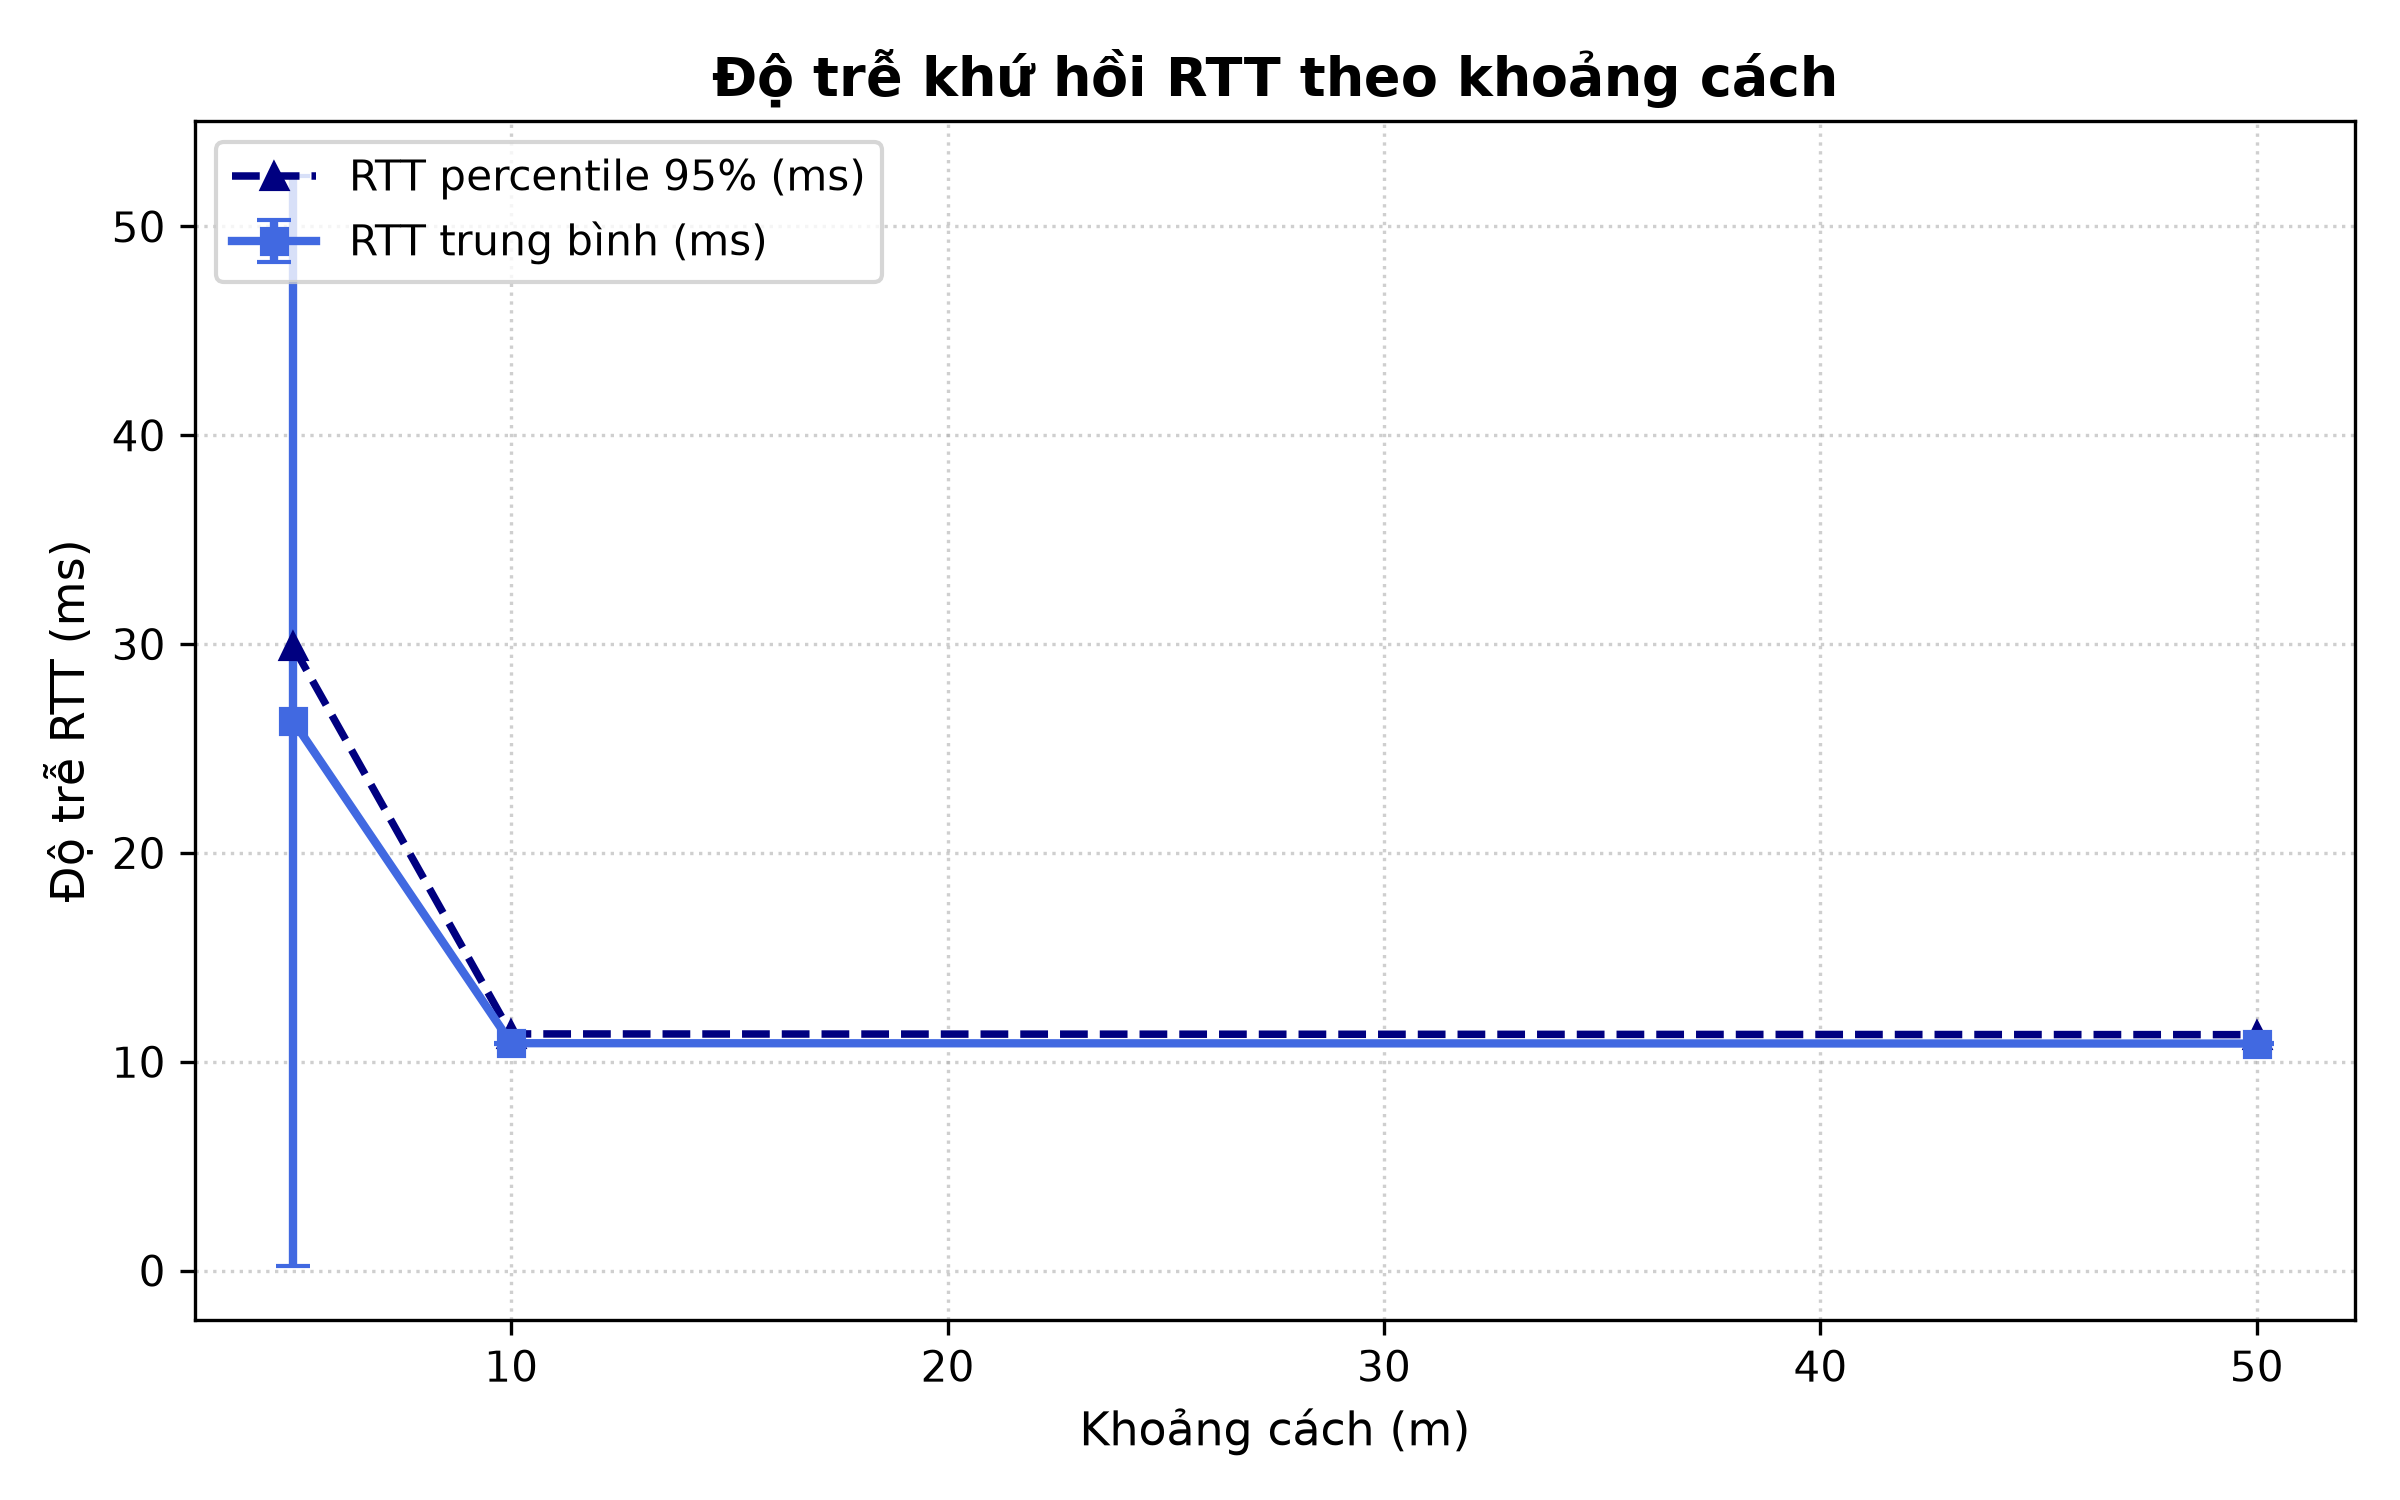 Độ trễ khứ hồi RTT theo khoảng cách
RTT percentile 95% (ms)
RTT trung bình (ms)
Độ trễ RTT (ms)
50
40
30
20
10
0
10 20 30 40 50
Khoảng cách (m)